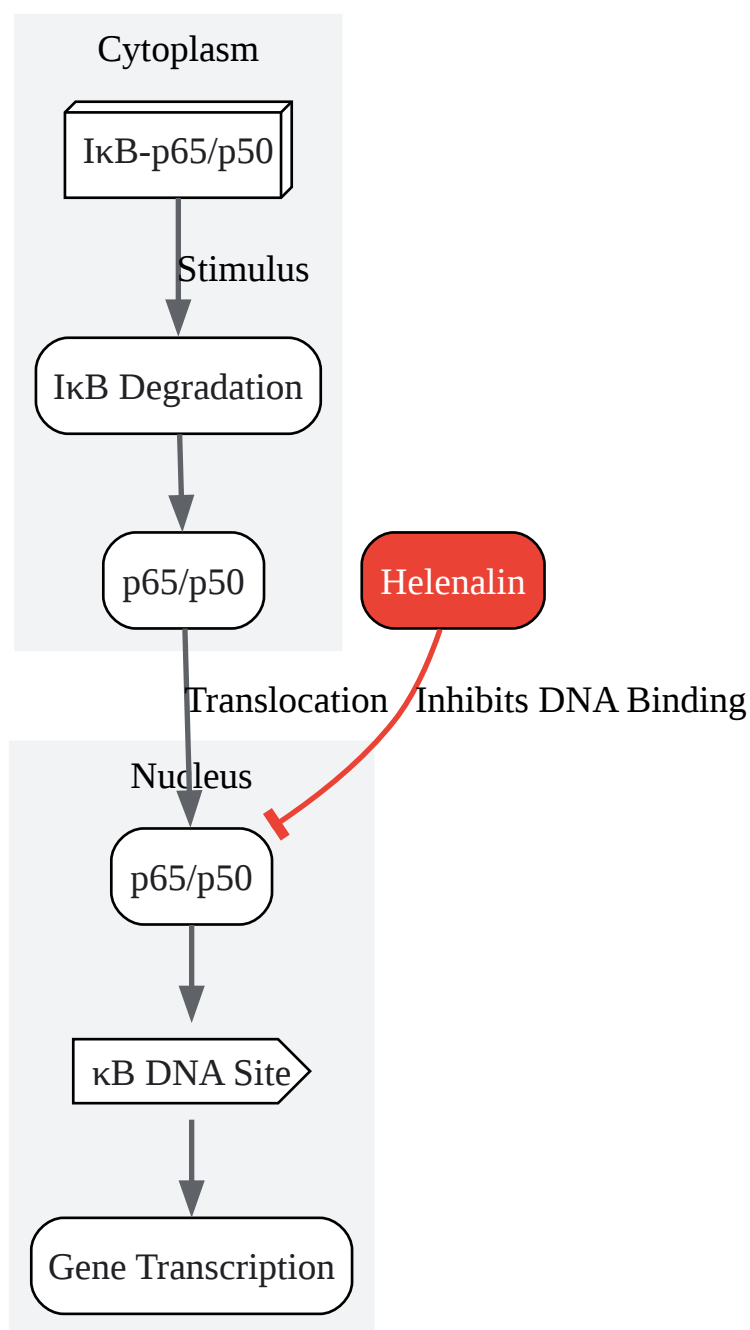 Cytoplasm
IκB-p65/p50
Stimulus
IκB Degradation
p65/p50
Helenalin
Translocation
Inhibits DNA Binding
Nucleus
p65/p50
κB DNA Site
Gene Transcription